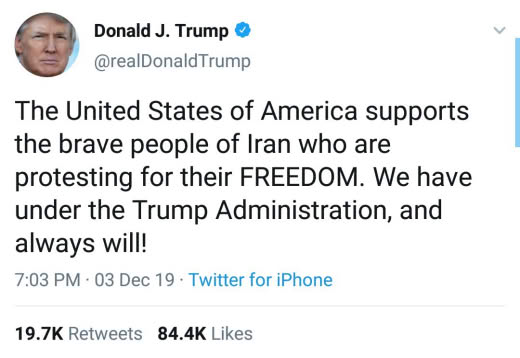 Donald J. Trump
@realDonaldTrump
The United States of America supports
the brave people of Iran who are
protesting for their FREEDOM. We have
under the Trump Administration, and
always will!
7:03 PM · 03 Dec 19 · Twitter for iPhone
19.7K Retweets 84.4K Likes